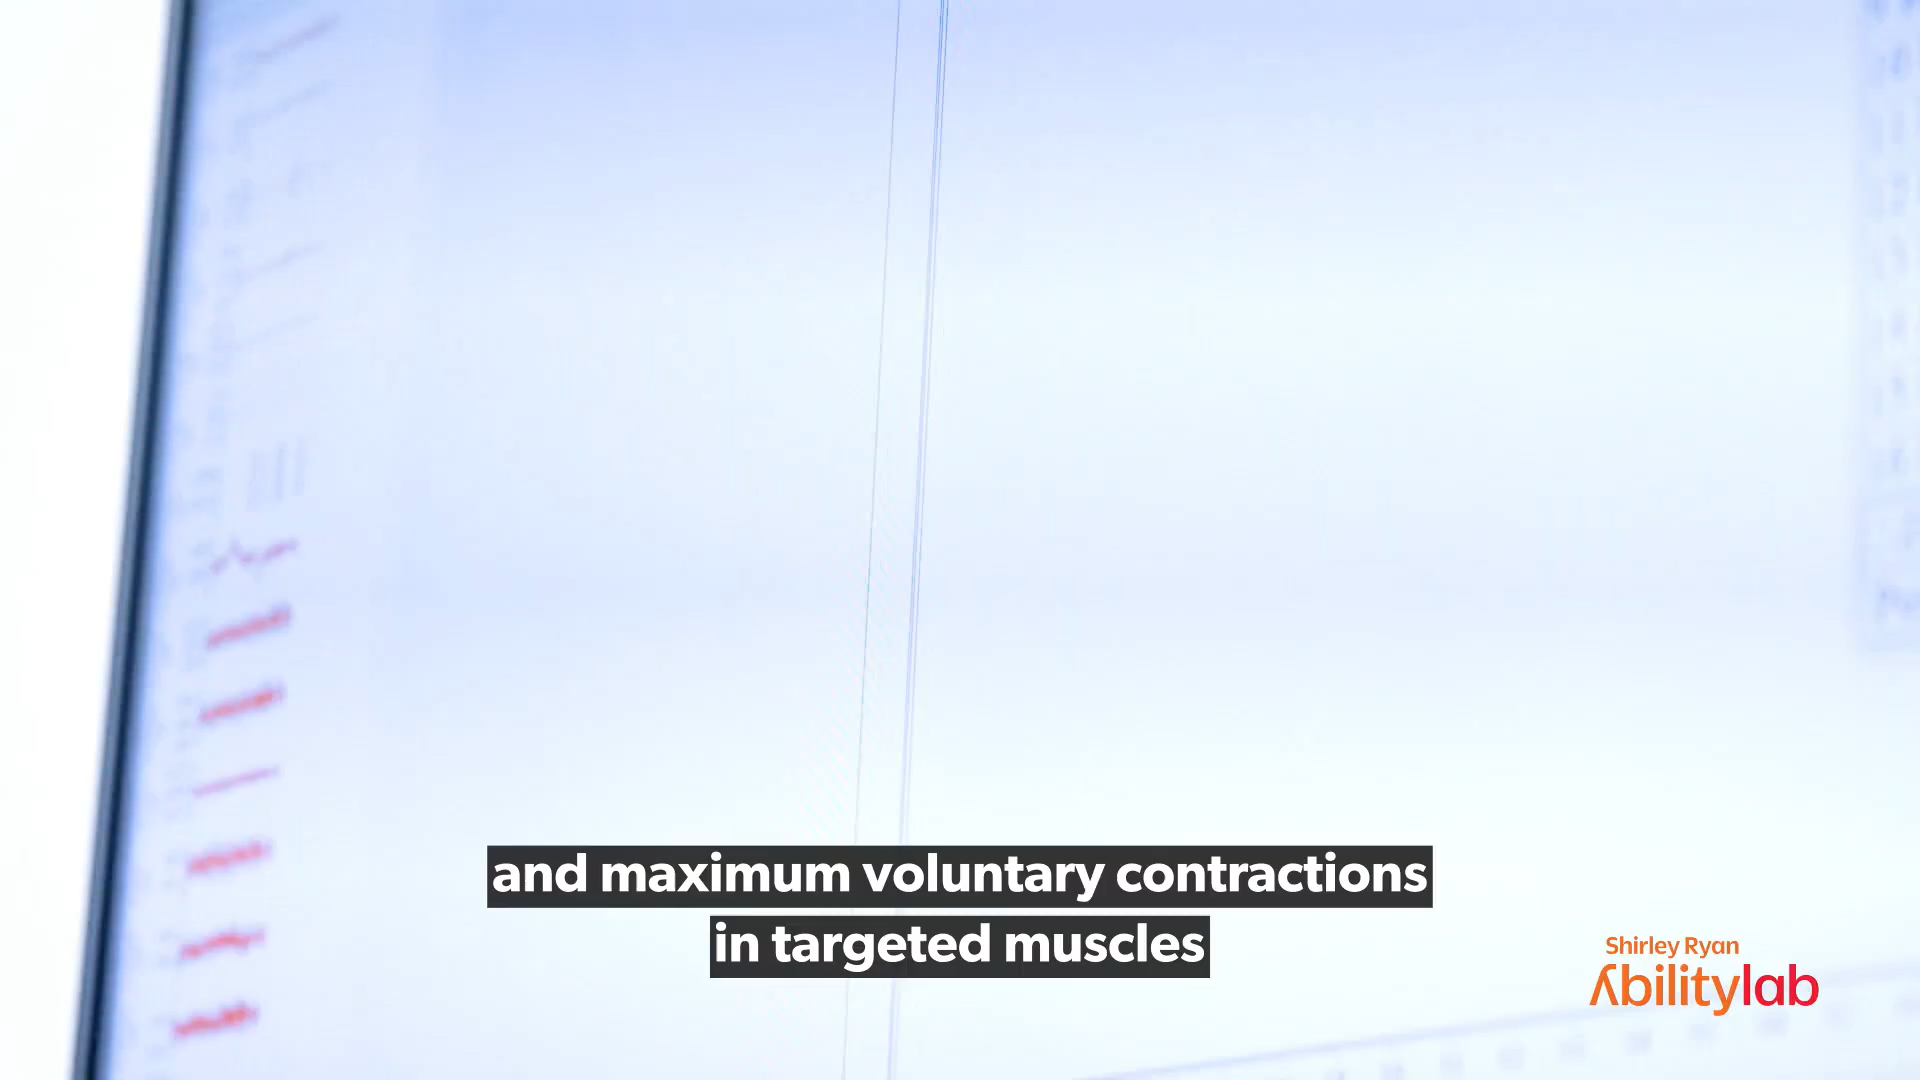 and maximum voluntary contractions
in targeted muscles
Shirley Ryan
Abilitylab